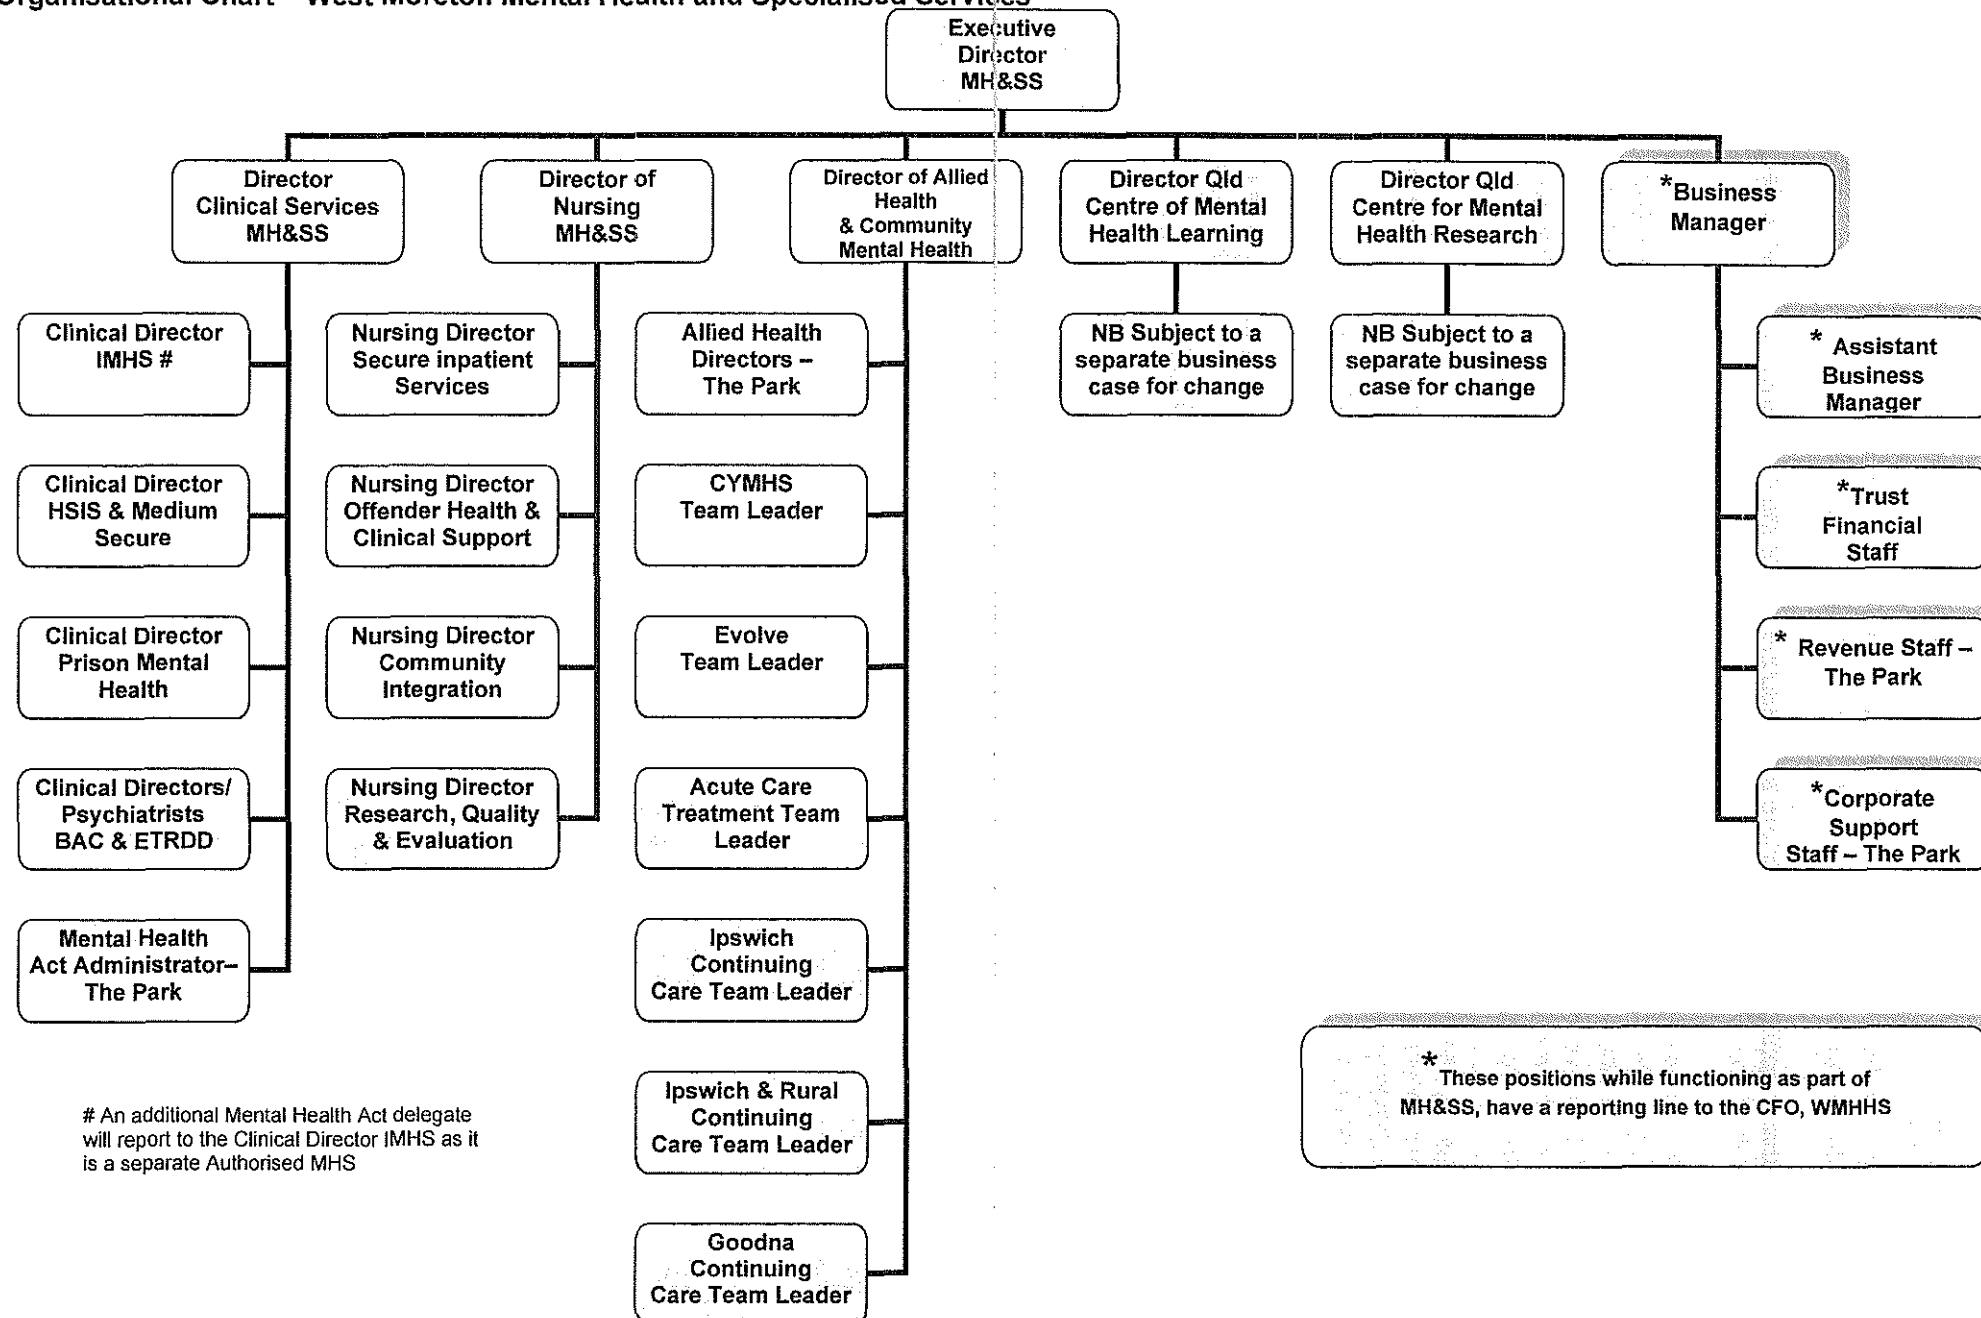 Organisational Chart – West Moreton Mental Health and Specialised Services
Executive
Director
MH&SS
Director
Clinical Services
MH&SS
Director of
Nursing
MH&SS
Director of Allied
Health
& Community
Mental Health
Director Qld
Centre of Mental
Health Learning
Director Qld
Centre for Mental
Health Research
*Business
Manager
Clinical Director
IMHS #
Clinical Director
HSIS & Medium
Secure
Clinical Director
Prison Mental
Health
Clinical Directors/
Psychiatrists
BAC & ETRDD
Mental Health
Act Administrator–
The Park
Nursing Director
Secure inpatient
Services
Nursing Director
Offender Health &
Clinical Support
Nursing Director
Community
Integration
Nursing Director
Research, Quality
& Evaluation
Allied Health
Directors –
The Park
CYMHS
Team Leader
Evolve
Team Leader
Acute Care
Treatment Team
Leader
Ipswich
Continuing
Care Team Leader
Ipswich & Rural
Continuing
Care Team Leader
Goodna
Continuing
Care Team Leader
NB Subject to a
separate business
case for change
NB Subject to a
separate business
case for change
* Assistant
Business
Manager
*Trust
Financial
Staff
* Revenue Staff –
The Park
*Corporate
Support
Staff – The Park
# An additional Mental Health Act delegate
will report to the Clinical Director IMHS as it
is a separate Authorised MHS
*These positions while functioning as part of
MH&SS, have a reporting line to the CFO, WMHHS